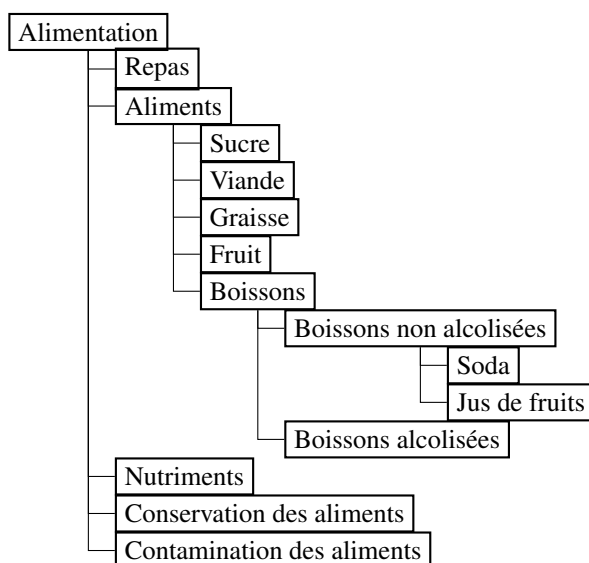 Alimentation
Repas
Aliments
Sucre
Viande
Graisse
Fruit
Boissons
Boissons non alcolisées
Soda
Jus de fruits
Boissons alcolisées
Nutriments
Conservation des aliments
Contamination des aliments